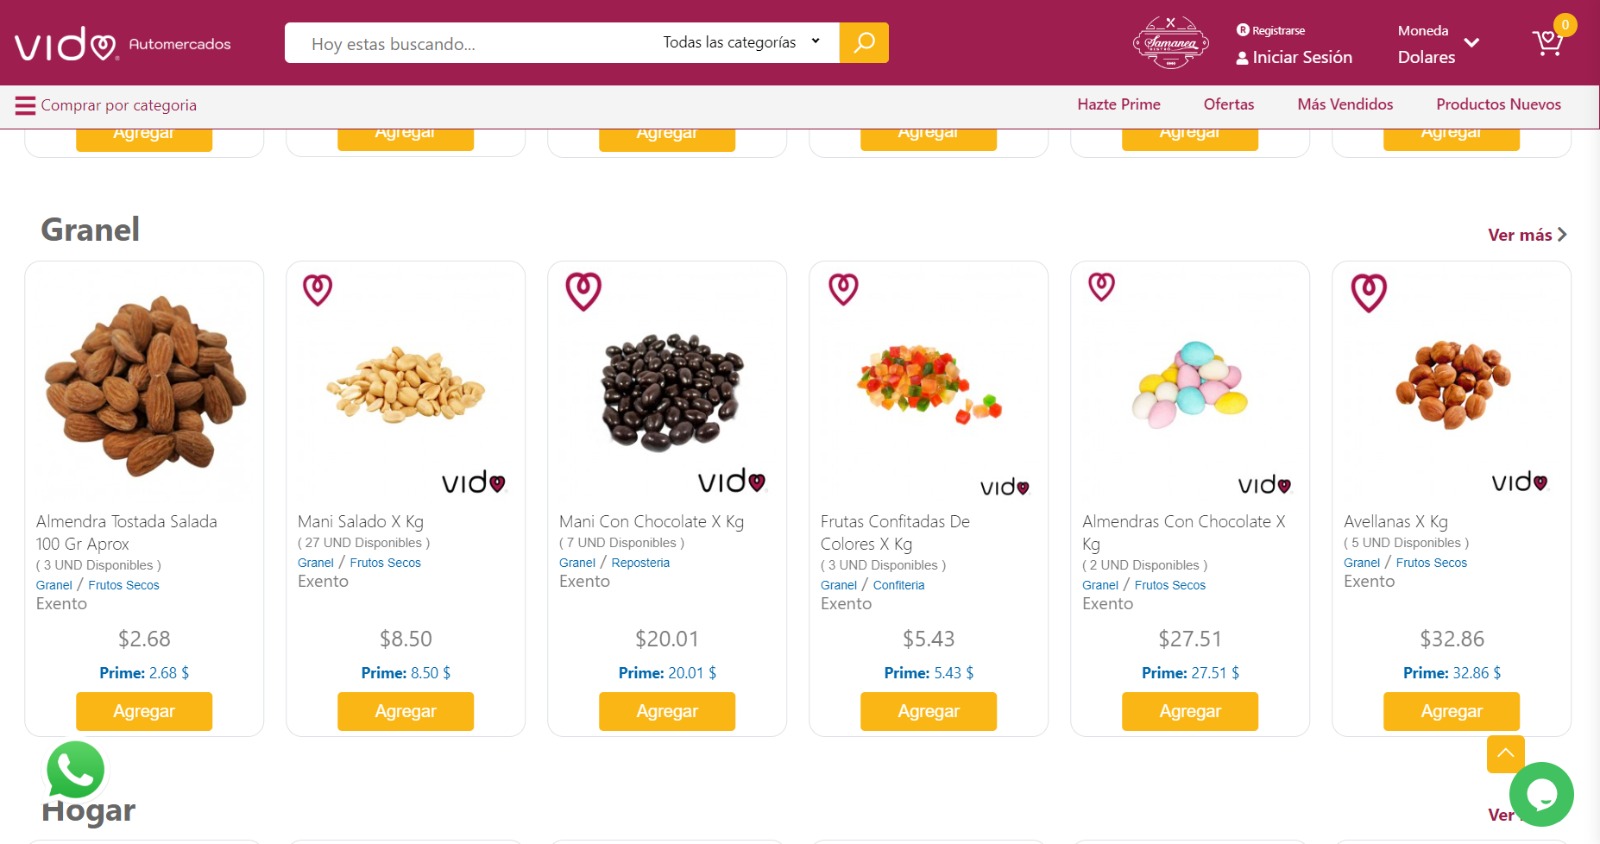 vido Automercados
Hoy estas buscando...
Todas las categorías
Samanea
R Registrarse
Iniciar Sesión
Moneda
Dolares
0
Comprar por categoria
Hazte Prime
Ofertas
Más Vendidos
Productos Nuevos
Agregar
Agregar
Agregar
Agregar
Agregar
Agregar
Granel
Ver más
vido
vido
vido
vido
vido
Almendra Tostada Salada
100 Gr Aprox
( 3 UND Disponibles )
Granel / Frutos Secos
Exento
$2.68
Prime: 2.68 $
Agregar
Mani Salado X Kg
( 27 UND Disponibles )
Granel / Frutos Secos
Exento
$8.50
Prime: 8.50 $
Agregar
Mani Con Chocolate X Kg
( 7 UND Disponibles )
Granel / Reposteria
Exento
$20.01
Prime: 20.01 $
Agregar
Frutas Confitadas De
Colores X Kg
( 3 UND Disponibles )
Granel / Confiteria
Exento
$5.43
Prime: 5.43 $
Agregar
Almendras Con Chocolate X
Kg
( 2 UND Disponibles )
Granel / Frutos Secos
Exento
$27.51
Prime: 27.51 $
Agregar
Avellanas X Kg
( 5 UND Disponibles )
Granel / Frutos Secos
Exento
$32.86
Prime: 32.86 $
Agregar
Hogar
Ver